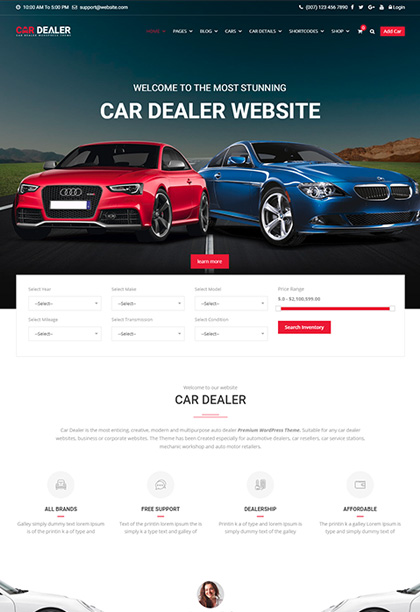 10:00 AM To 5:00 PM support@website.com (007) 123 456 7890 Login
CAR DEALER
CAR DEALER WORDPRESS THEME
HOME PAGES BLOG CARS CAR DETAILS SHORTCODES SHOP 0 Add Car
WELCOME TO THE MOST STUNNING
CAR DEALER WEBSITE
learn more
Select Year Select Make Select Model Price Range
--Select-- --Select-- --Select-- $.0 - $2,500,599.00
Select Mileage Select Transmission Select Condition
--Select-- --Select-- --Select-- Search Inventory
Welcome to our website
CAR DEALER
Car Dealer is the most enticing, creative, modern and multipurpose auto dealer Premium WordPress Theme. Suitable for any car dealer
websites, business or corporate websites. The Theme has been Created especially for automotive dealers, car resellers, car service stations,
mechanic workshop and auto motor retailers.
ALL BRANDS FREE SUPPORT DEALERSHIP AFFORDABLE
Galley simply dummy text lorem ipsum is of the printin k a of type and
Text of the printin lorem ipsum the is simply k a text and galley of
Printin k a of type and lorem ipsum is of the text simply dummy and
The printin k a galley Lorem ipsum is of type and text of simply dummy